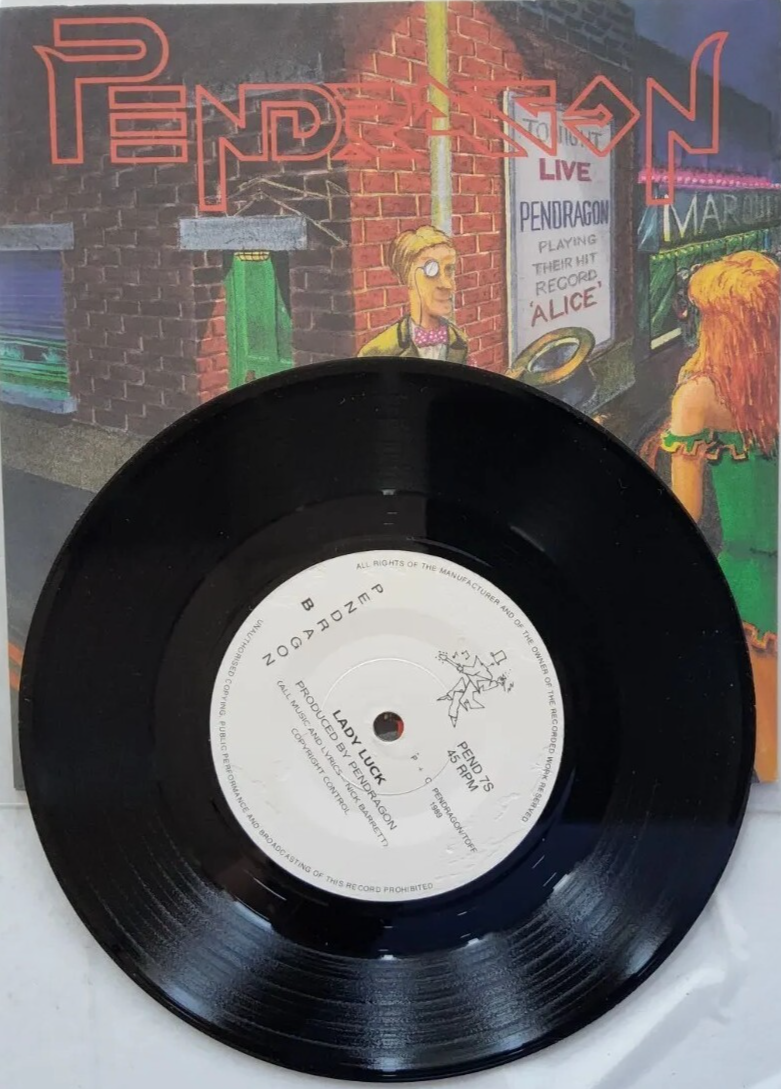 PENDRAGON
TONIGHT
LIVE
PENDRAGON
PLAYING
THEIR HIT
RECORD
'ALICE'
ALL RIGHTS OF THE MANUFACTURER AND OF THE OWNER OF THE RECORDED WORK RESERVED
UNAUTHORISED COPYING, PUBLIC PERFORMANCE AND BROADCASTING OF THIS RECORD PROHIBITED
PENDRAGON
B
PEND 7S
45 RPM
P + C PENDRAGON/TOFF
1989
LADY LUCK
PRODUCED BY PENDRAGON
(ALL MUSIC AND LYRICS—NICK BARRETT)
COPYRIGHT CONTROL